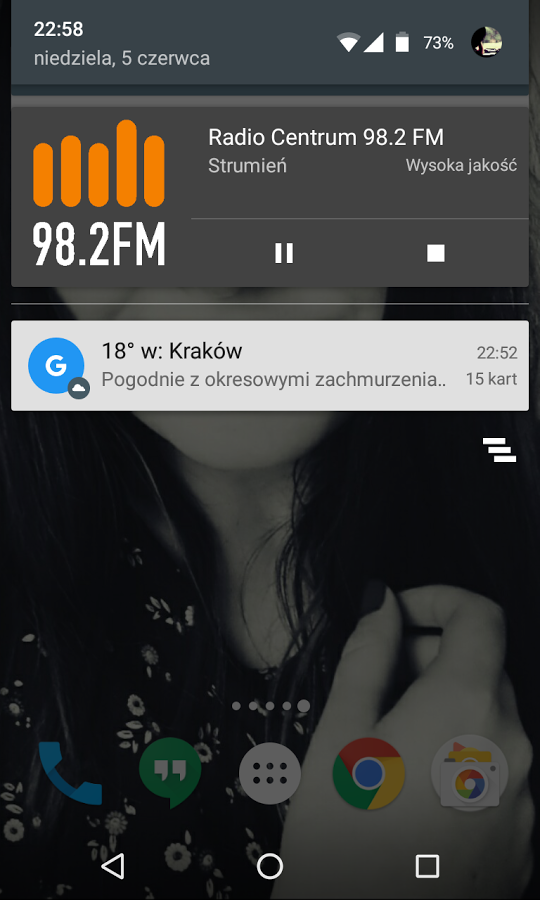 22:58
niedziela, 5 czerwca
73%
Radio Centrum 98.2 FM
Strumień
Wysoka jakość
98.2FM
G
18° w: Kraków
22:52
Pogodnie z okresowymi zachmurzenia..
15 kart